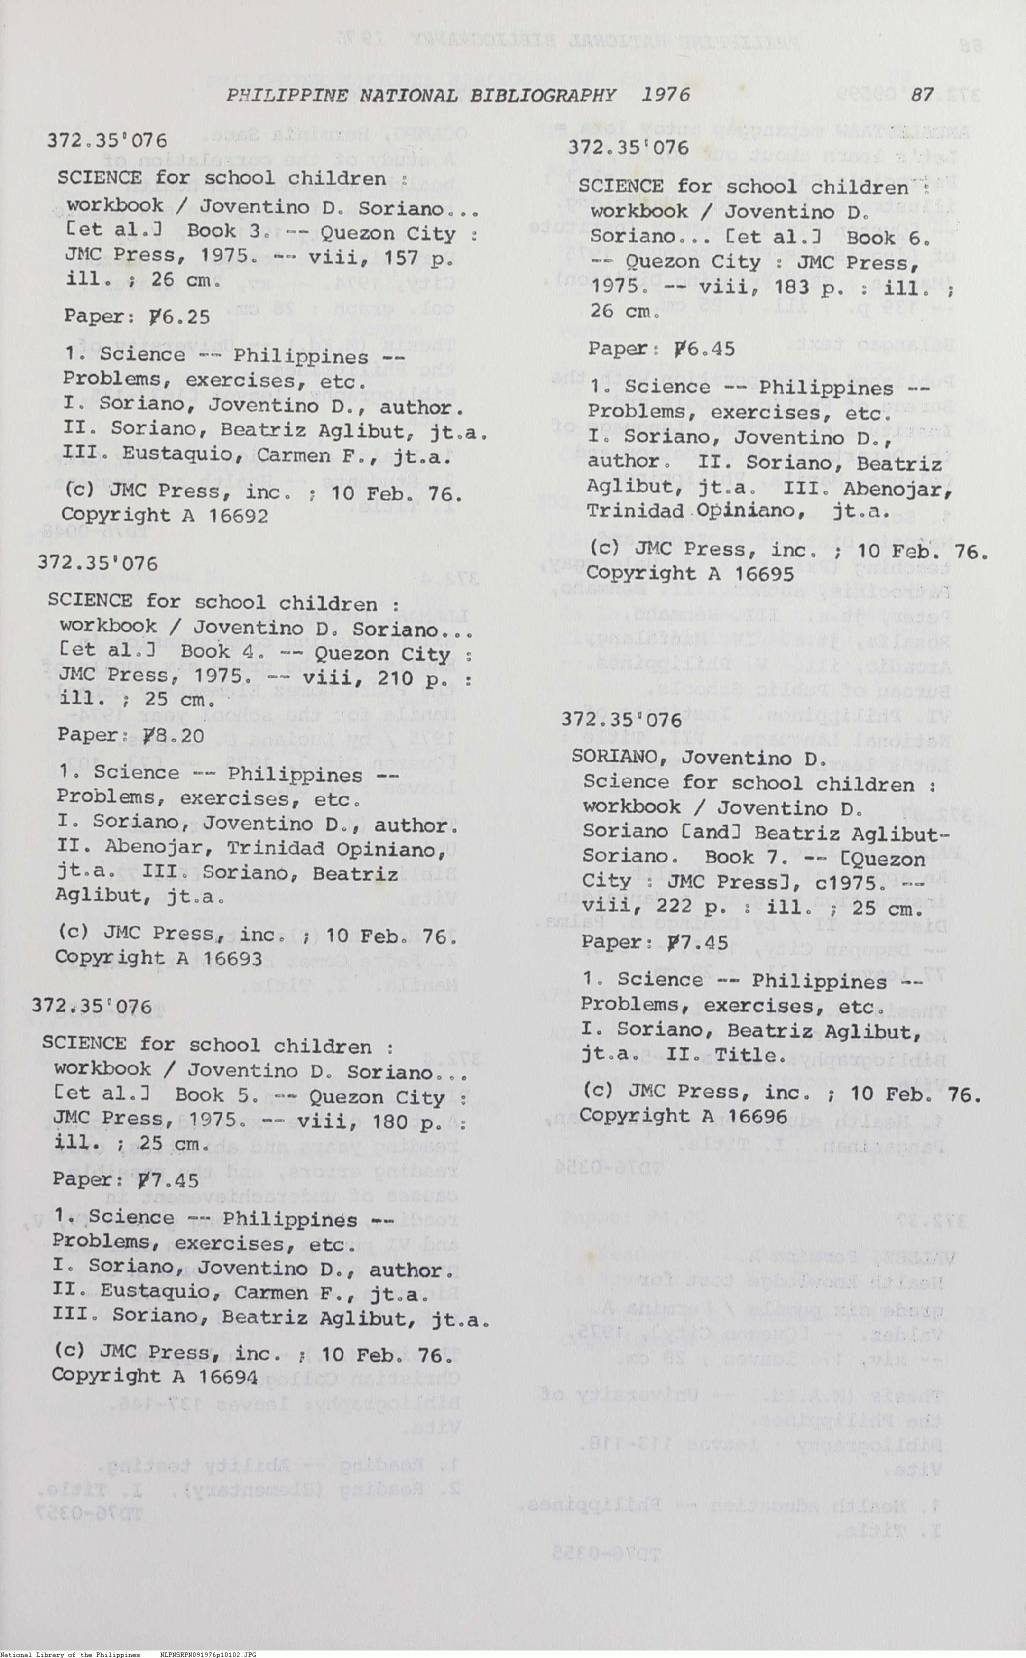 PHILIPPINE NATIONAL BIBLIOGRAPHY 1976 87
372.35'076
SCIENCE for school children :
workbook / Joventino D. Soriano...
[et al.] Book 3. -- Quezon City :
JMC Press, 1975. -- viii, 157 p.
ill. ; 26 cm.
Paper: ₱6.25
1. Science -- Philippines --
Problems, exercises, etc.
I. Soriano, Joventino D., author.
II. Soriano, Beatriz Aglibut, jt.a.
III. Eustaquio, Carmen F., jt.a.
(c) JMC Press, inc. ; 10 Feb. 76.
Copyright A 16692
372.35'076
SCIENCE for school children :
workbook / Joventino D. Soriano...
[et al.] Book 4. -- Quezon City :
JMC Press, 1975. -- viii, 210 p. :
ill. ; 25 cm.
Paper: ₱8.20
1. Science -- Philippines --
Problems, exercises, etc.
I. Soriano, Joventino D., author.
II. Abenojar, Trinidad Opiniano,
jt.a. III. Soriano, Beatriz
Aglibut, jt.a.
(c) JMC Press, inc. ; 10 Feb. 76.
Copyright A 16693
372.35'076
SCIENCE for school children :
workbook / Joventino D. Soriano...
[et al.] Book 5. -- Quezon City :
JMC Press, 1975. -- viii, 180 p. :
ill. ; 25 cm.
Paper: ₱7.45
1. Science -- Philippines --
Problems, exercises, etc.
I. Soriano, Joventino D., author.
II. Eustaquio, Carmen F., jt.a.
III. Soriano, Beatriz Aglibut, jt.a.
(c) JMC Press, inc. ; 10 Feb. 76.
Copyright A 16694
372.35'076
SCIENCE for school children :
workbook / Joventino D.
Soriano... [et al.] Book 6.
-- Quezon City : JMC Press,
1975. -- viii, 183 p. : ill. ;
26 cm.
Paper: ₱6.45
1. Science -- Philippines --
Problems, exercises, etc.
I. Soriano, Joventino D.,
author. II. Soriano, Beatriz
Aglibut, jt.a. III. Abenojar,
Trinidad Opiniano, jt.a.
(c) JMC Press, inc. ; 10 Feb. 76.
Copyright A 16695
372.35'076
SORIANO, Joventino D.
Science for school children :
workbook / Joventino D.
Soriano [and] Beatriz Aglibut-
Soriano. Book 7. -- [Quezon
City : JMC Press], c1975. --
viii, 222 p. : ill. ; 25 cm.
Paper: ₱7.45
1. Science -- Philippines --
Problems, exercises, etc.
I. Soriano, Beatriz Aglibut,
jt.a. II. Title.
(c) JMC Press, inc. ; 10 Feb. 76.
Copyright A 16696
National Library of the Philippines NLPNSRPN091976p10102.JPG